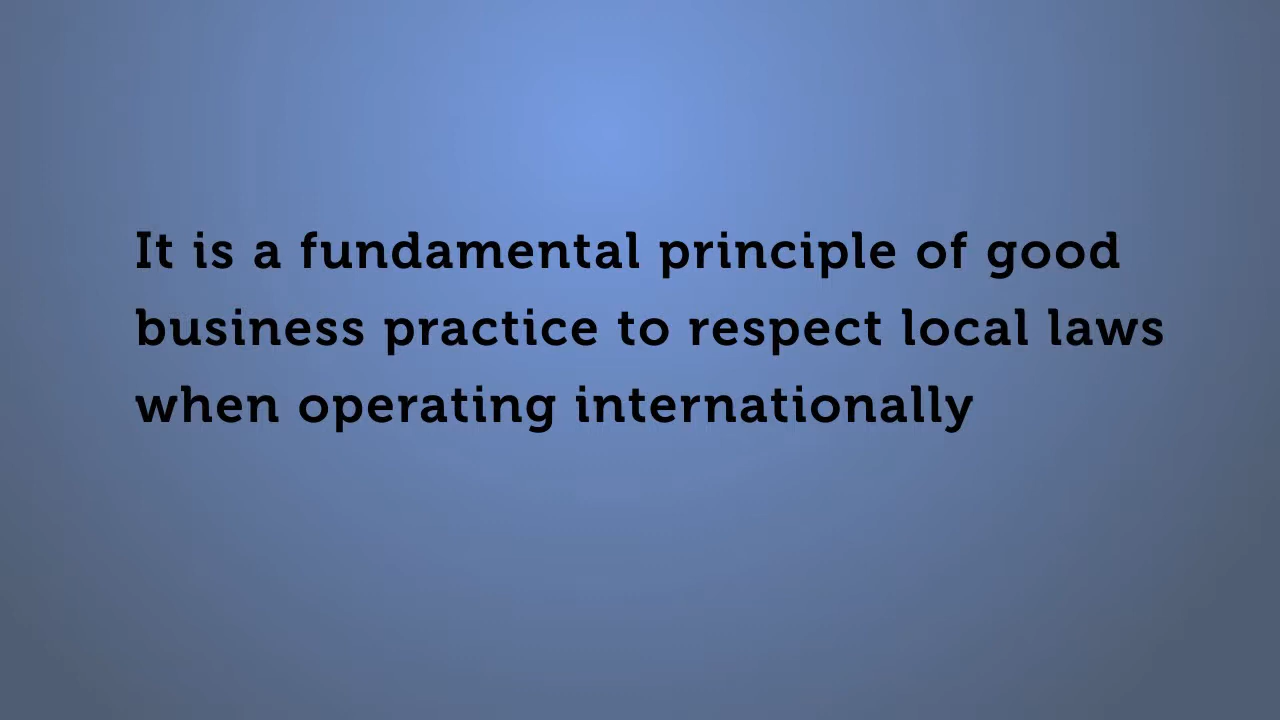 It is a fundamental principle of good
business practice to respect local laws
when operating internationally